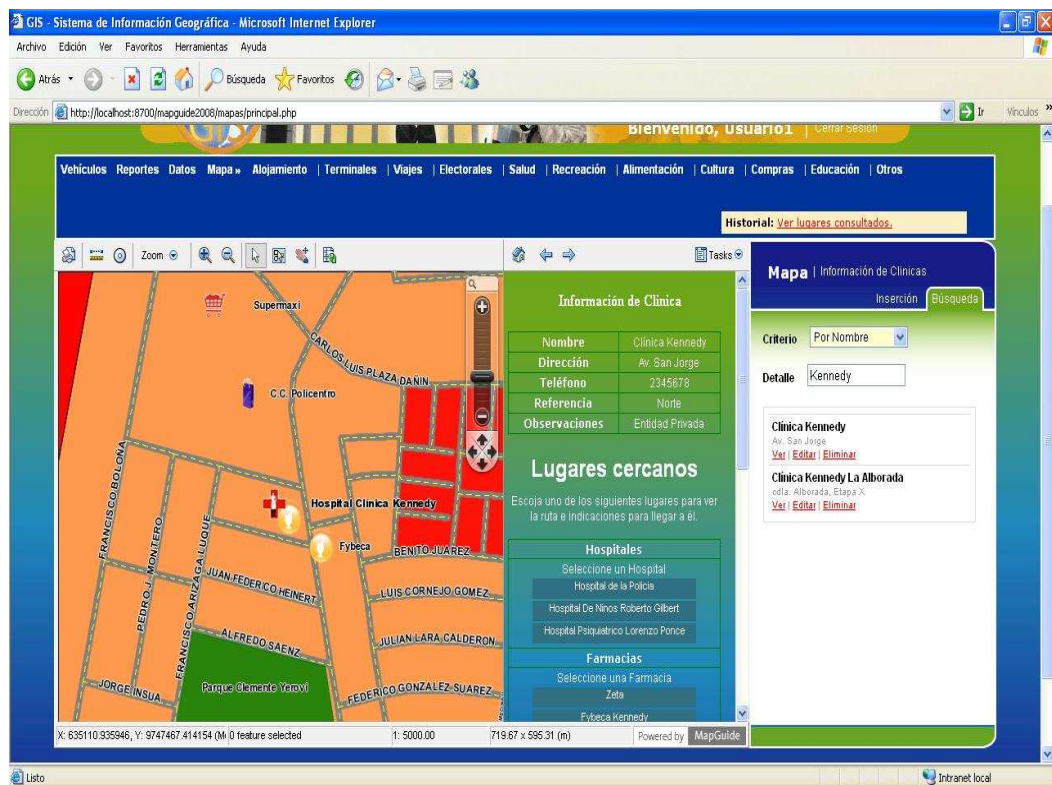 GIS - Sistema de Información Geográfica - Microsoft Internet Explorer
Archivo Edición Ver Favoritos Herramientas Ayuda
Atrás Búsqueda Favoritos
Dirección http://localhost:8700/mapguide2008/mapas/principal.php Ir Vínculos »
Bienvenido, Usuario1 | Cerrar Sesión
Vehículos Reportes Datos Mapa » Alojamiento | Terminales | Viajes | Electorales | Salud | Recreación | Alimentación | Cultura | Compras | Educación | Otros
Historial: Ver lugares consultados.
Zoom
Tasks
Supermaxi
CARLOS LUIS PLAZA DAÑIN
C.C. Policentro
FRANCISCO BOLOÑA
PEDRO J. MONTERO
FRANCISCO ARIZAGA LUQUE
Hospital Clinica Kennedy
Fybeca
BENITO JUAREZ
JUAN FEDERICO HEINERT
LUIS CORNEJO GOMEZ
ALFREDO SAENZ
JULIAN LARA CALDERON
JORGE INSUA
Parque Clemente Yerovi
FEDERICO GONZALEZ SUAREZ
Información de Clinica
Nombre Clínica Kennedy
Dirección Av. San Jorge
Teléfono 2345678
Referencia Norte
Observaciones Entidad Privada
Lugares cercanos
Escoja uno de los siguientes lugares para ver
la ruta e indicaciones para llegar a él.
Hospitales
Seleccione un Hospital
Hospital de la Policia
Hospital De Ninos Roberto Gilbert
Hospital Psiquiatrico Lorenzo Ponce
Farmacias
Seleccione una Farmacia
Zeta
Fybeca Kennedy
Mapa | Información de Clinicas
Inserción Búsqueda
Criterio Por Nombre
Detalle Kennedy
Clínica Kennedy
Av. San Jorge
Ver | Editar | Eliminar
Clínica Kennedy La Alborada
cdla. Alborada, Etapa X
Ver | Editar | Eliminar
X: 635110.935946, Y: 9747467.414154 (M 0 feature selected 1: 5000.00 719.67 x 595.31 (m) Powered by MapGuide
Listo Intranet local